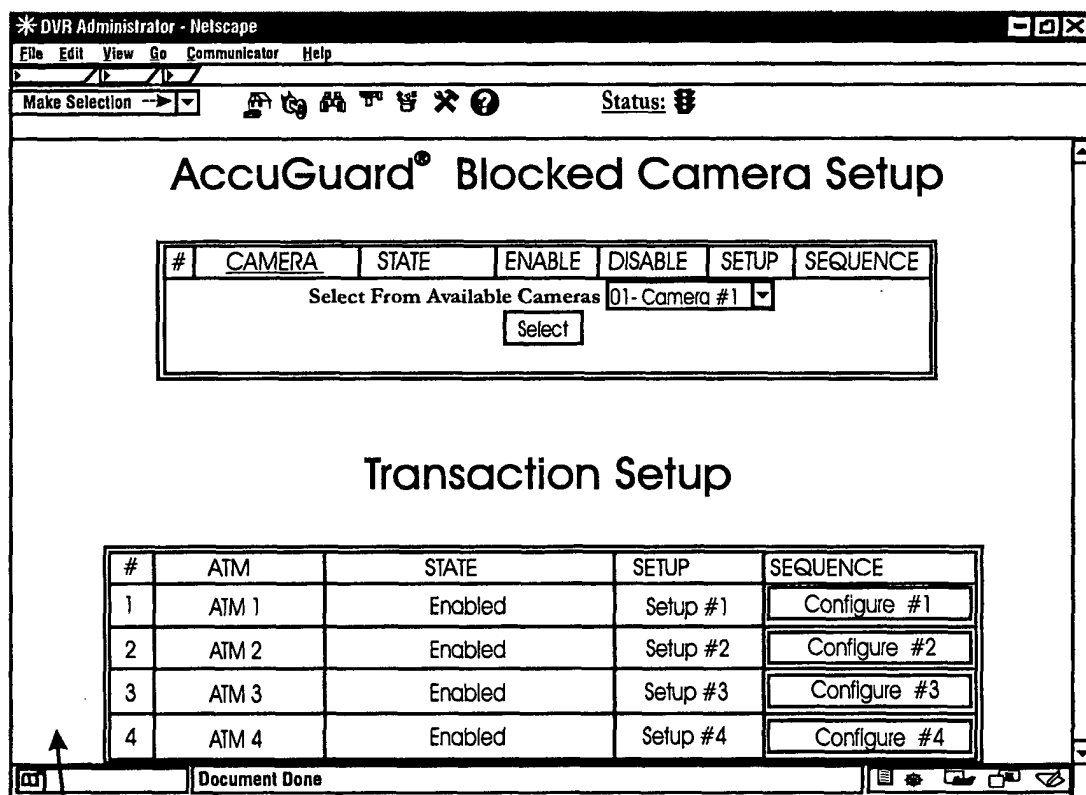 DVR Administrator - Netscape
File Edit View Go Communicator Help
Make Selection Status:
AccuGuard® Blocked Camera Setup
# CAMERA STATE ENABLE DISABLE SETUP SEQUENCE
Select From Available Cameras 01- Camera #1
Select
Transaction Setup
# ATM STATE SETUP SEQUENCE
1 ATM 1 Enabled Setup #1 Configure #1
2 ATM 2 Enabled Setup #2 Configure #2
3 ATM 3 Enabled Setup #3 Configure #3
4 ATM 4 Enabled Setup #4 Configure #4
Document Done